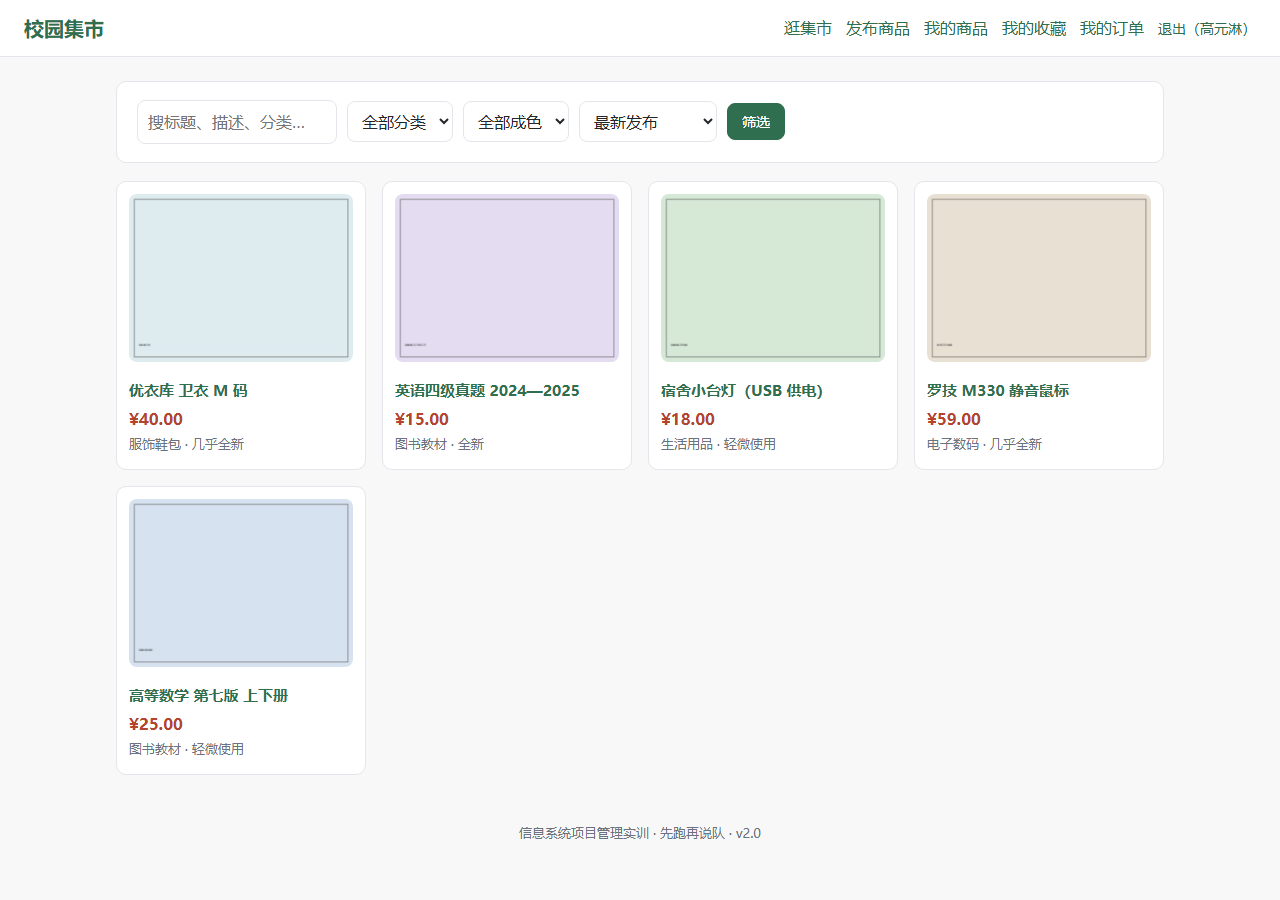 校园集市
逛集市 发布商品 我的商品 我的收藏 我的订单 退出（高元淋）
搜标题、描述、分类... 全部分类 全部成色 最新发布 筛选
优衣库 卫衣 M 码
¥40.00
服饰鞋包 · 几乎全新
英语四级真题 2024—2025
¥15.00
图书教材 · 全新
宿舍小台灯（USB 供电）
¥18.00
生活用品 · 轻微使用
罗技 M330 静音鼠标
¥59.00
电子数码 · 几乎全新
高等数学 第七版 上下册
¥25.00
图书教材 · 轻微使用
信息系统项目管理实训 · 先跑再说队 · v2.0